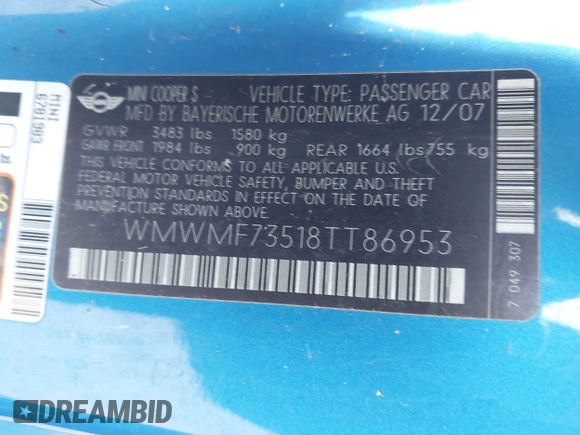 MINI COOPER S VEHICLE TYPE: PASSENGER CAR
MFD BY BAYERISCHE MOTORENWERKE AG 12/07
GVWR 3483 lbs 1580 kg
GAWR FRONT 1984 lbs 900 kg REAR 1664 lbs 755 kg
THIS VEHICLE CONFORMS TO ALL APPLICABLE U.S.
FEDERAL MOTOR VEHICLE SAFETY, BUMPER AND THEFT
PREVENTION STANDARDS IN EFFECT ON THE DATE OF
MANUFACTURE SHOWN ABOVE.
WMWMF73518TT86953
7 049 307
MINI
0781903
lbs.
DREAMBID